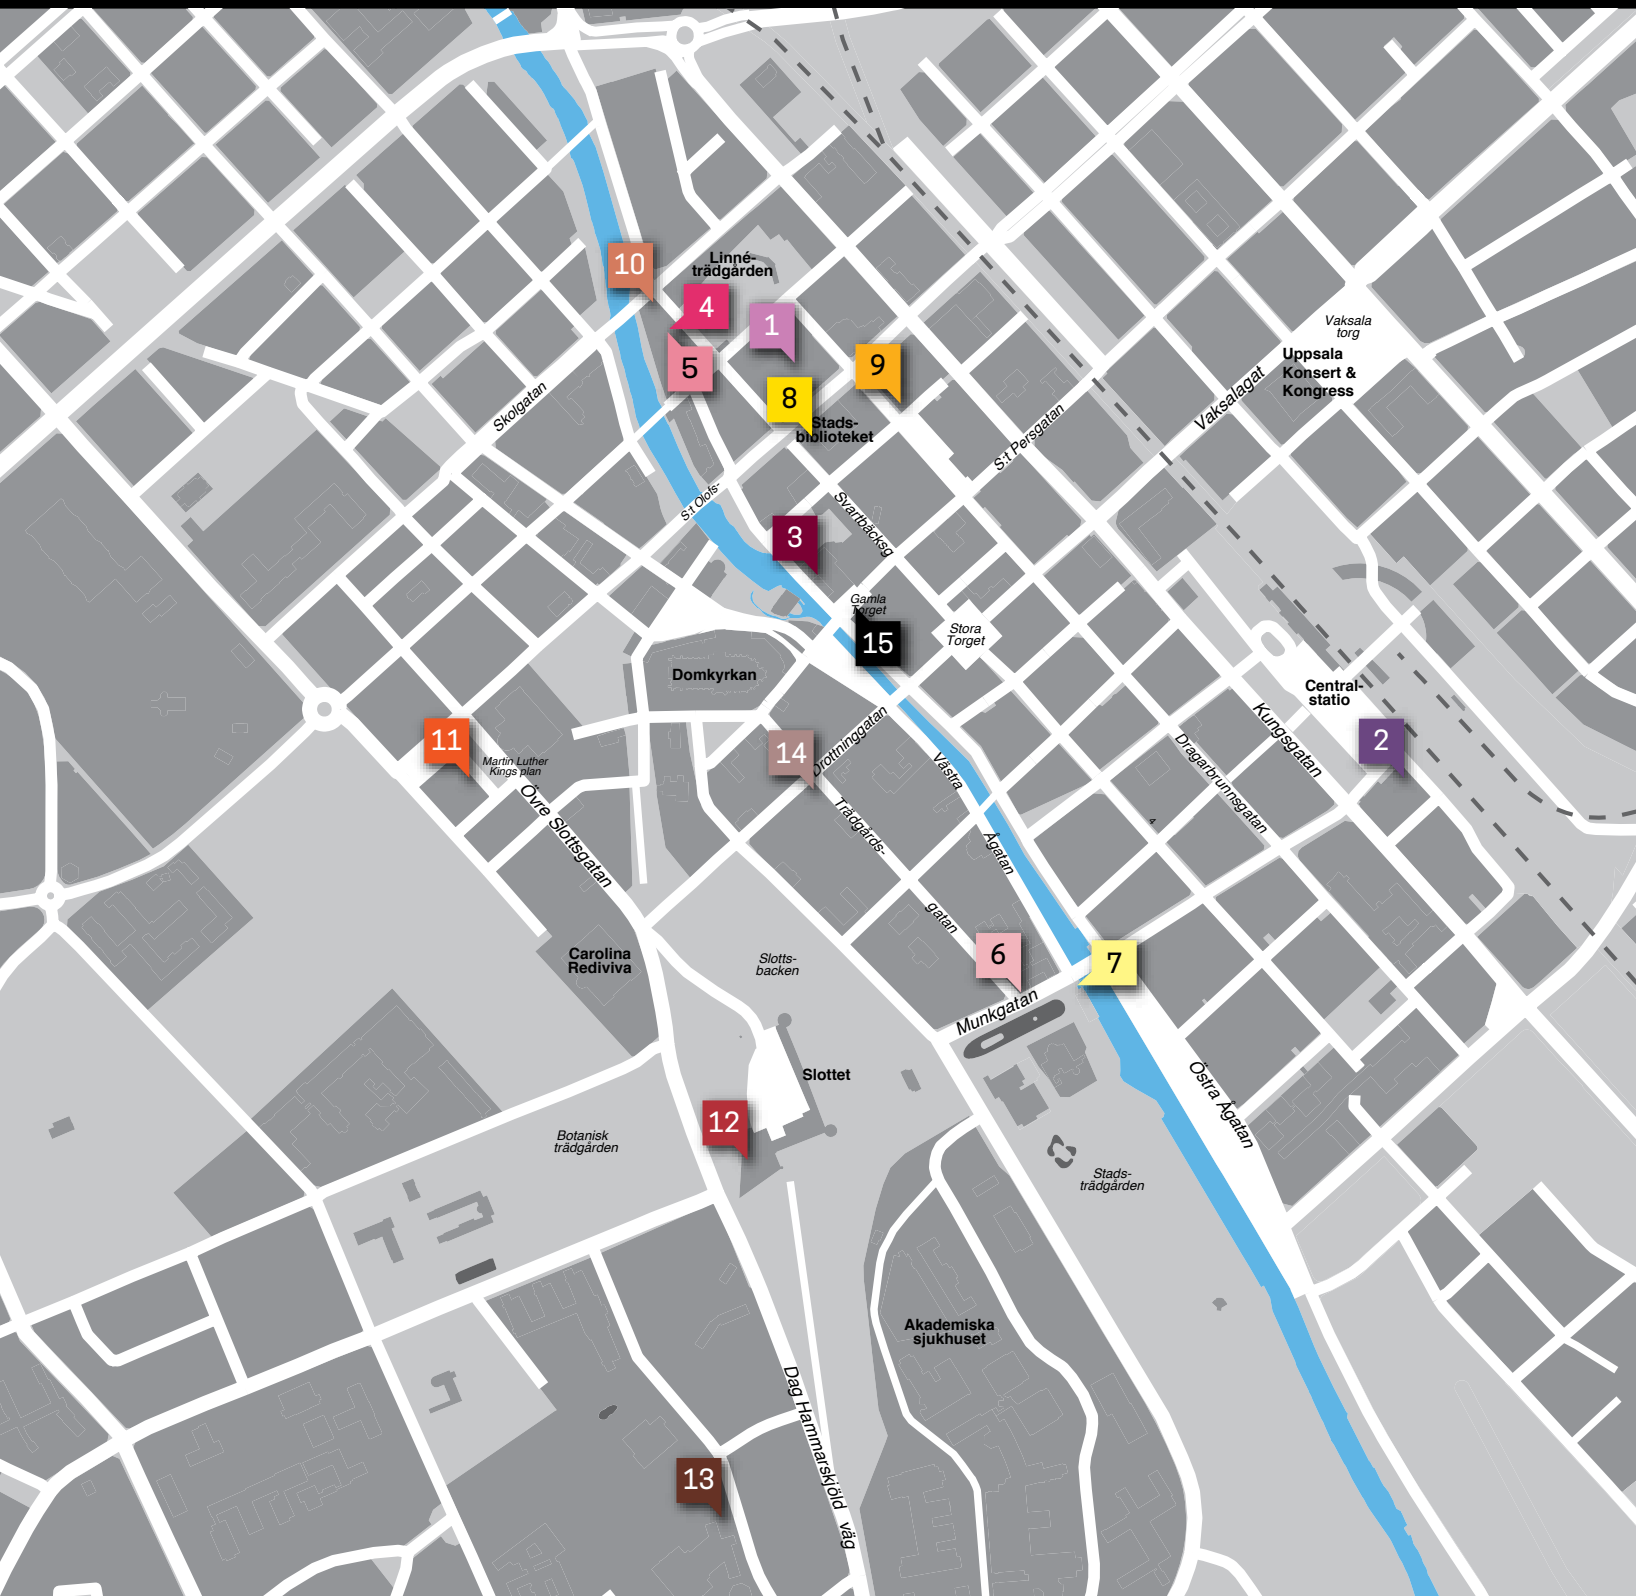 Linné-
trädgården
10
4
1
Vaksala
torg
Uppsala
Konsert &
Kongress
5
9
8
Skolgatan
Stads-
biblioteket
Vaksalagat
S:t Persgatan
S:t Olofs-
Svartbäcksg
3
Gamla
Torget
15
Stora
Torget
Domkyrkan
Central-
statio
Kungsgatan
2
11
Martin Luther
Kings plan
14
Drottninggatan
Västra
Ågatan
Dragarbrunnsgatan
Övre Slottsgatan
Trädgårds-
gatan
Carolina
Rediviva
Slotts-
backen
6
7
Munkgatan
Slottet
Östra Ågatan
12
Botanisk
trädgården
Stads-
trädgården
Akademiska
sjukhuset
Dag Hammarskjöld väg
13